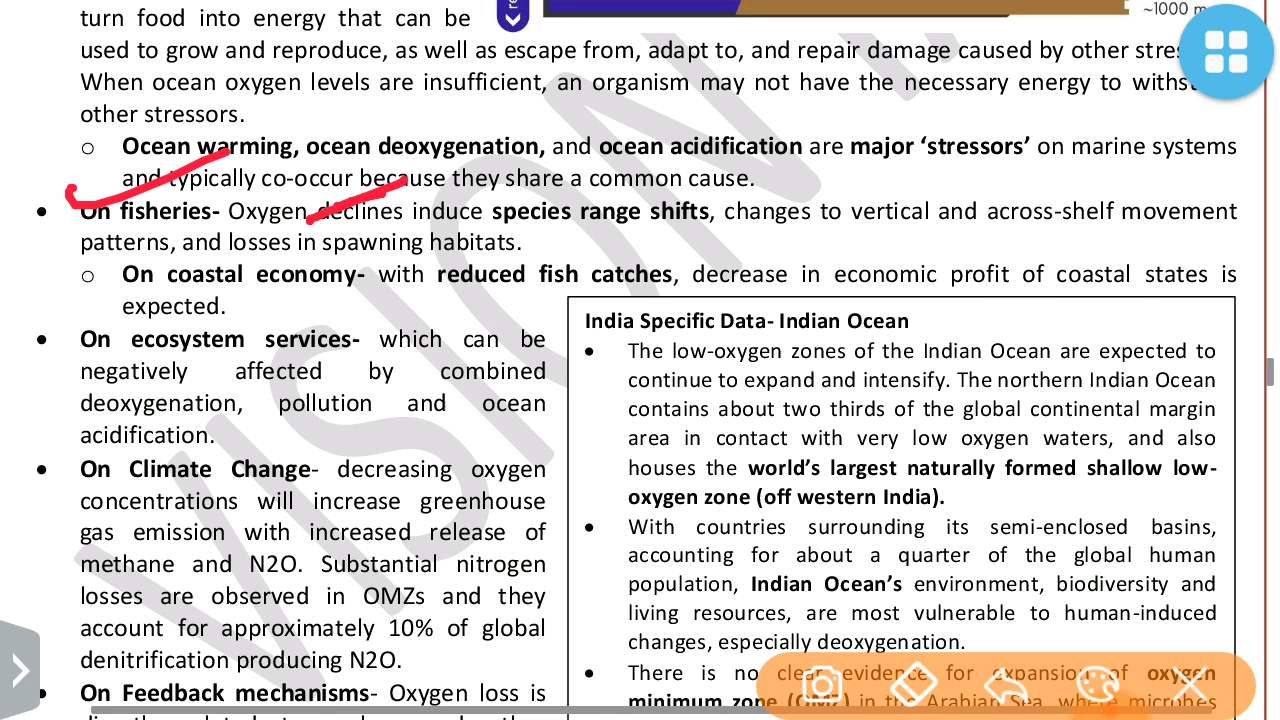 turn food into energy that can be
~1000 m
used to grow and reproduce, as well as escape from, adapt to, and repair damage caused by other
When ocean oxygen levels are insufficient, an organism may not have the necessary energy to
other stressors.
o Ocean warming, ocean deoxygenation, and ocean acidification are major ‘stressors’ on marine systems
and typically co-occur because they share a common cause.
• On fisheries- Oxygen declines induce species range shifts, changes to vertical and across-shelf movement
patterns, and losses in spawning habitats.
o On coastal economy- with reduced fish catches, decrease in economic profit of coastal states is
expected.
• On ecosystem services- which can be
negatively affected by combined
deoxygenation, pollution and ocean
acidification.
• On Climate Change- decreasing oxygen
concentrations will increase greenhouse
gas emission with increased release of
methane and N2O. Substantial nitrogen
losses are observed in OMZs and they
account for approximately 10% of global
denitrification producing N2O.
• On Feedback mechanisms- Oxygen loss is
India Specific Data- Indian Ocean
• The low-oxygen zones of the Indian Ocean are expected to
continue to expand and intensify. The northern Indian Ocean
contains about two thirds of the global continental margin
area in contact with very low oxygen waters, and also
houses the world’s largest naturally formed shallow low-
oxygen zone (off western India).
• With countries surrounding its semi-enclosed basins,
accounting for about a quarter of the global human
population, Indian Ocean’s environment, biodiversity and
living resources, are most vulnerable to human-induced
changes, especially deoxygenation.
• There is no clear evidence for expansion of oxygen
minimum zone (OMZ) in the Arabian Sea, where microbes
VISION